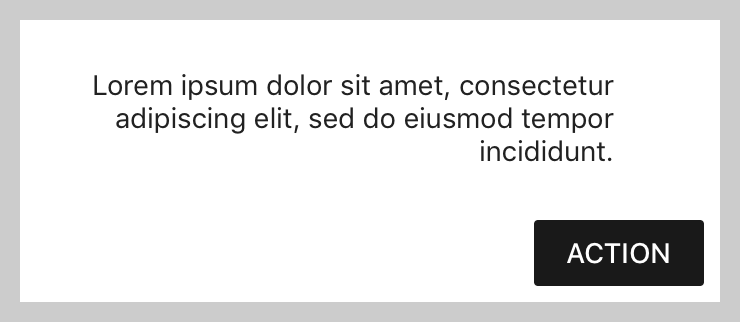 Lorem ipsum dolor sit amet, consectetur
adipiscing elit, sed do eiusmod tempor
incididunt.
ACTION